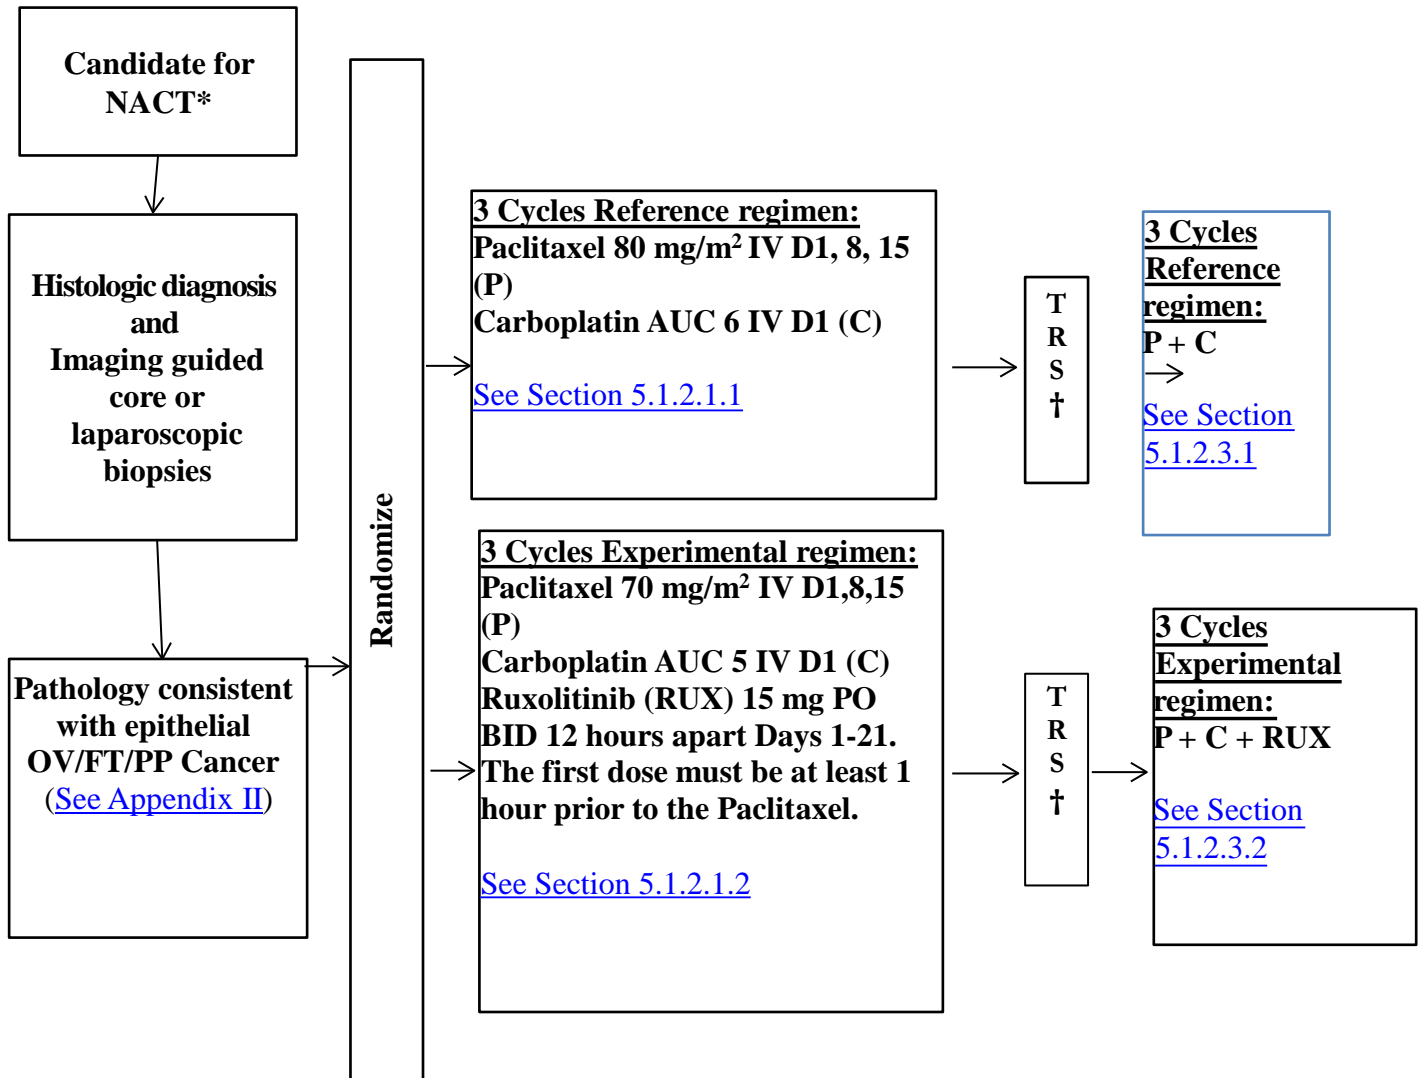 Candidate for
NACT*
Histologic diagnosis
and
Imaging guided
core or
laparoscopic
biopsies
Pathology consistent
with epithelial
OV/FT/PP Cancer
(See Appendix II)
Randomize
3 Cycles Reference regimen:
Paclitaxel 80 mg/m² IV D1, 8, 15
(P)
Carboplatin AUC 6 IV D1 (C)
See Section 5.1.2.1.1
T
R
S
†
3 Cycles
Reference
regimen:
P + C
See Section
5.1.2.3.1
3 Cycles Experimental regimen:
Paclitaxel 70 mg/m² IV D1,8,15
(P)
Carboplatin AUC 5 IV D1 (C)
Ruxolitinib (RUX) 15 mg PO
BID 12 hours apart Days 1-21.
The first dose must be at least 1
hour prior to the Paclitaxel.
See Section 5.1.2.1.2
T
R
S
†
3 Cycles
Experimental
regimen:
P + C + RUX
See Section
5.1.2.3.2